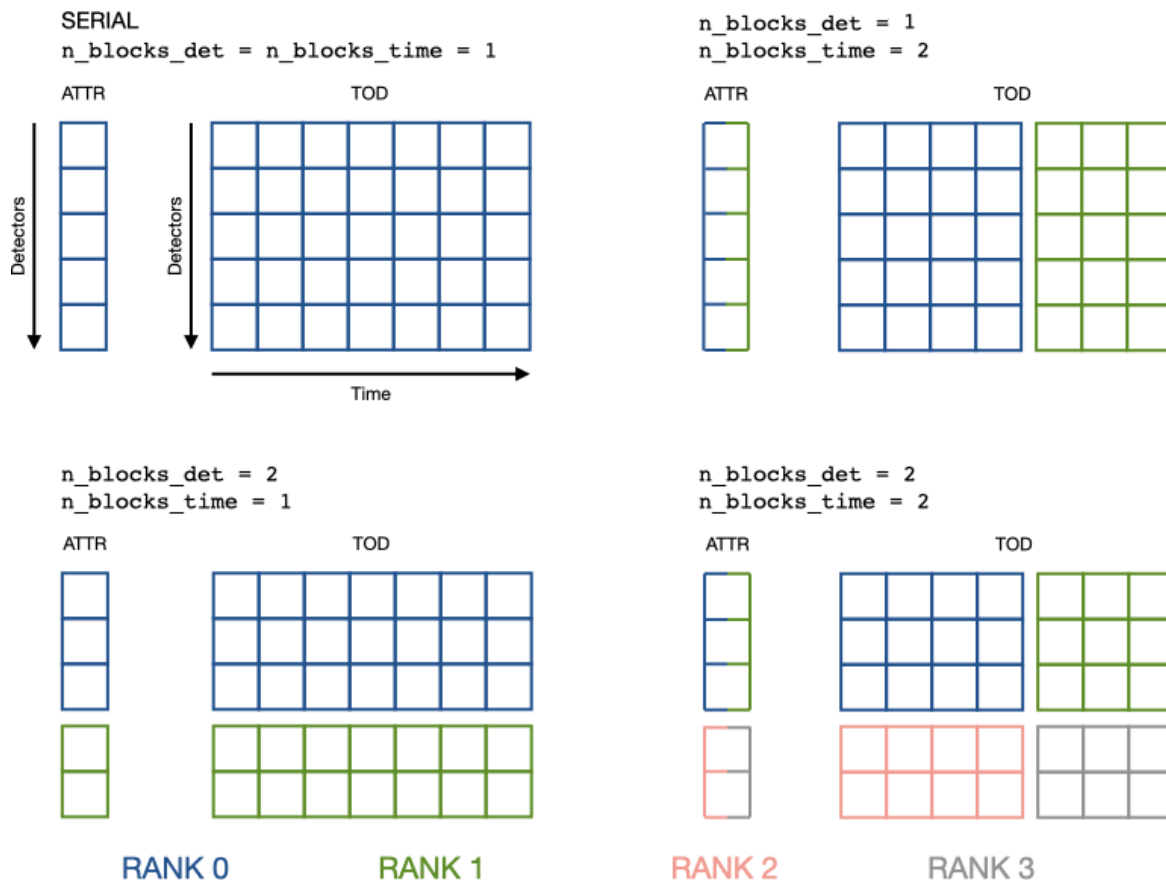 SERIAL
n_blocks_det = n_blocks_time = 1
ATTR
TOD
Detectors
Detectors
Time
n_blocks_det = 1
n_blocks_time = 2
ATTR
TOD
n_blocks_det = 2
n_blocks_time = 1
ATTR
TOD
n_blocks_det = 2
n_blocks_time = 2
ATTR
TOD
RANK 0
RANK 1
RANK 2
RANK 3